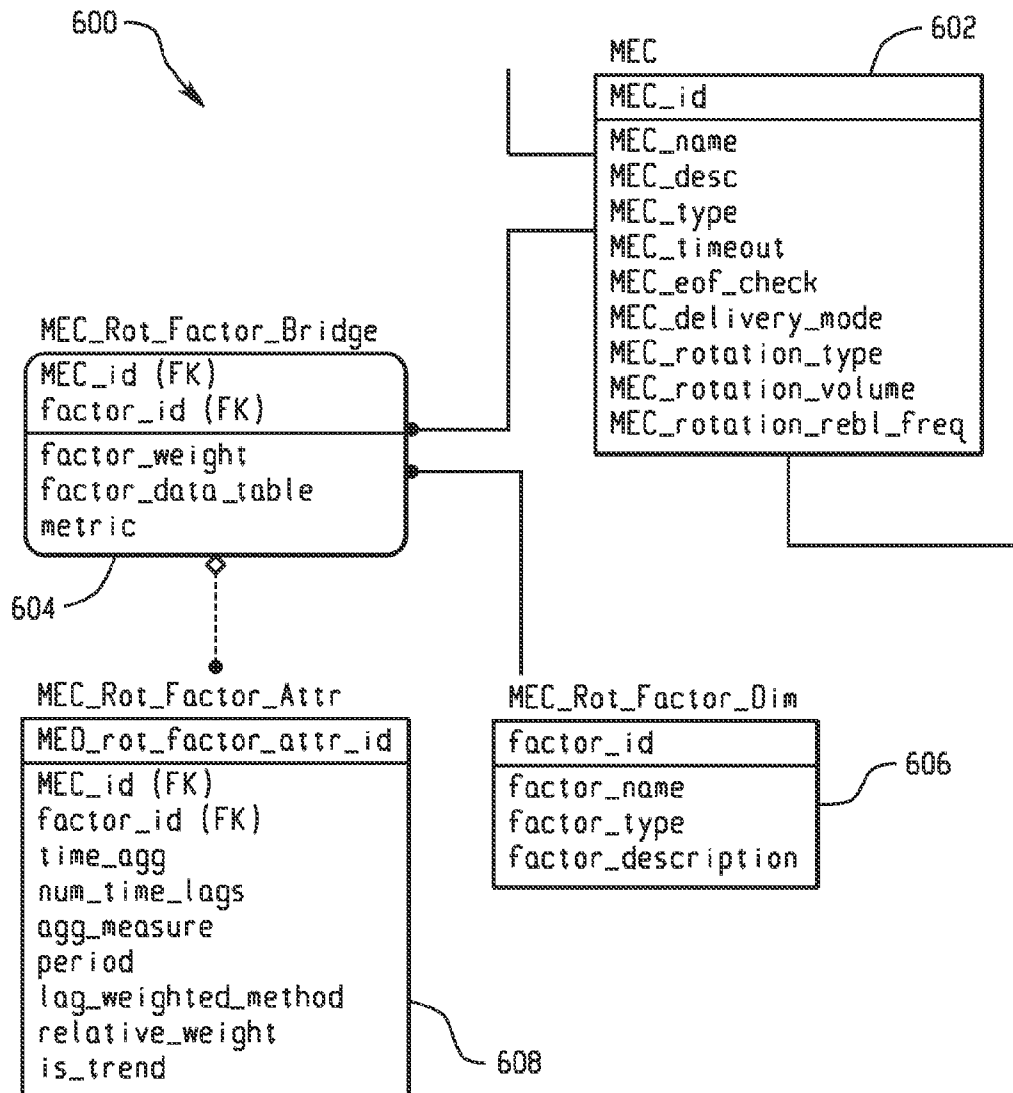 600
602
MEC
MEC_id
MEC_name
MEC_desc
MEC_type
MEC_timeout
MEC_eof_check
MEC_delivery_mode
MEC_rotation_type
MEC_rotation_volume
MEC_rotation_rebl_freq
MEC_Rot_Factor_Bridge
MEC_id (FK)
factor_id (FK)
factor_weight
factor_data_table
metric
604
MEC_Rot_Factor_Attr
MED_rot_factor_attr_id
MEC_id (FK)
factor_id (FK)
time_agg
num_time_lags
agg_measure
period
lag_weighted_method
relative_weight
is_trend
608
MEC_Rot_Factor_Dim
factor_id
factor_name
factor_type
factor_description
606